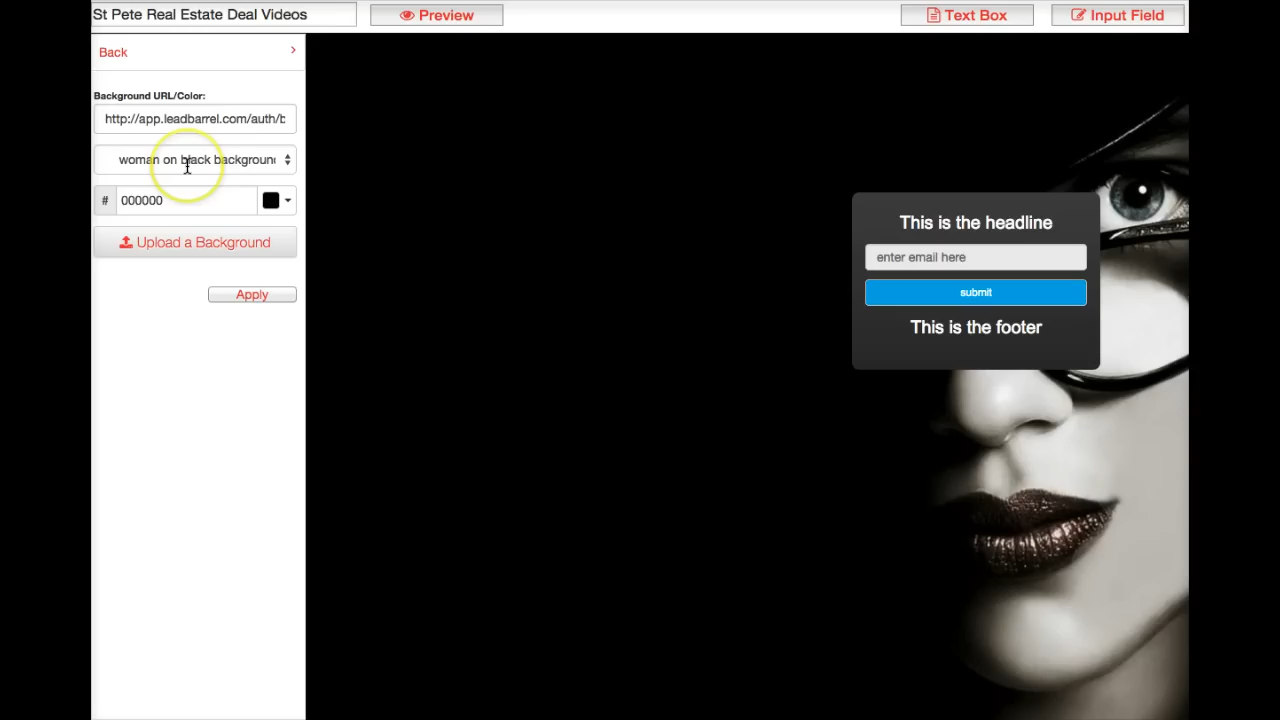 St Pete Real Estate Deal Videos
Preview
Text Box
Input Field
Back
Background URL/Color:
http://app.leadbarrel.com/auth/b
woman on black background
# 000000
Upload a Background
Apply
This is the headline
enter email here
submit
This is the footer